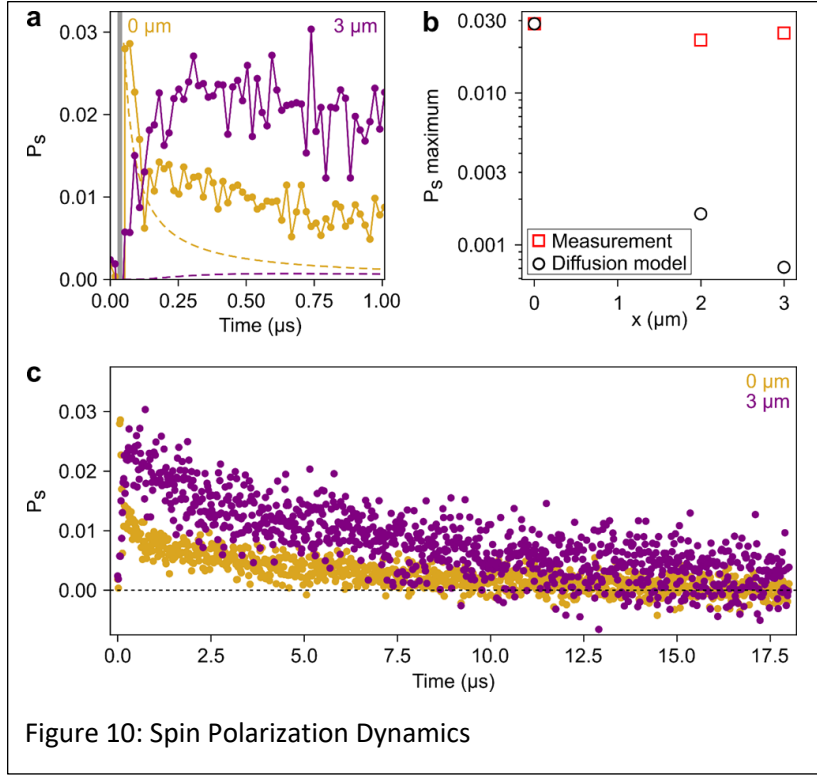 a
0 µm
3 µm
0.03
0.02
0.01
0.00
Pₛ
0.00 0.25 0.50 0.75 1.00
Time (µs)
b
0.030
0.010
0.003
0.001
Pₛ maximum
Measurement
Diffusion model
0 1 2 3
x (µm)
c
0 µm
3 µm
0.03
0.02
0.01
0.00
Pₛ
0.0 2.5 5.0 7.5 10.0 12.5 15.0 17.5
Time (µs)
Figure 10: Spin Polarization Dynamics